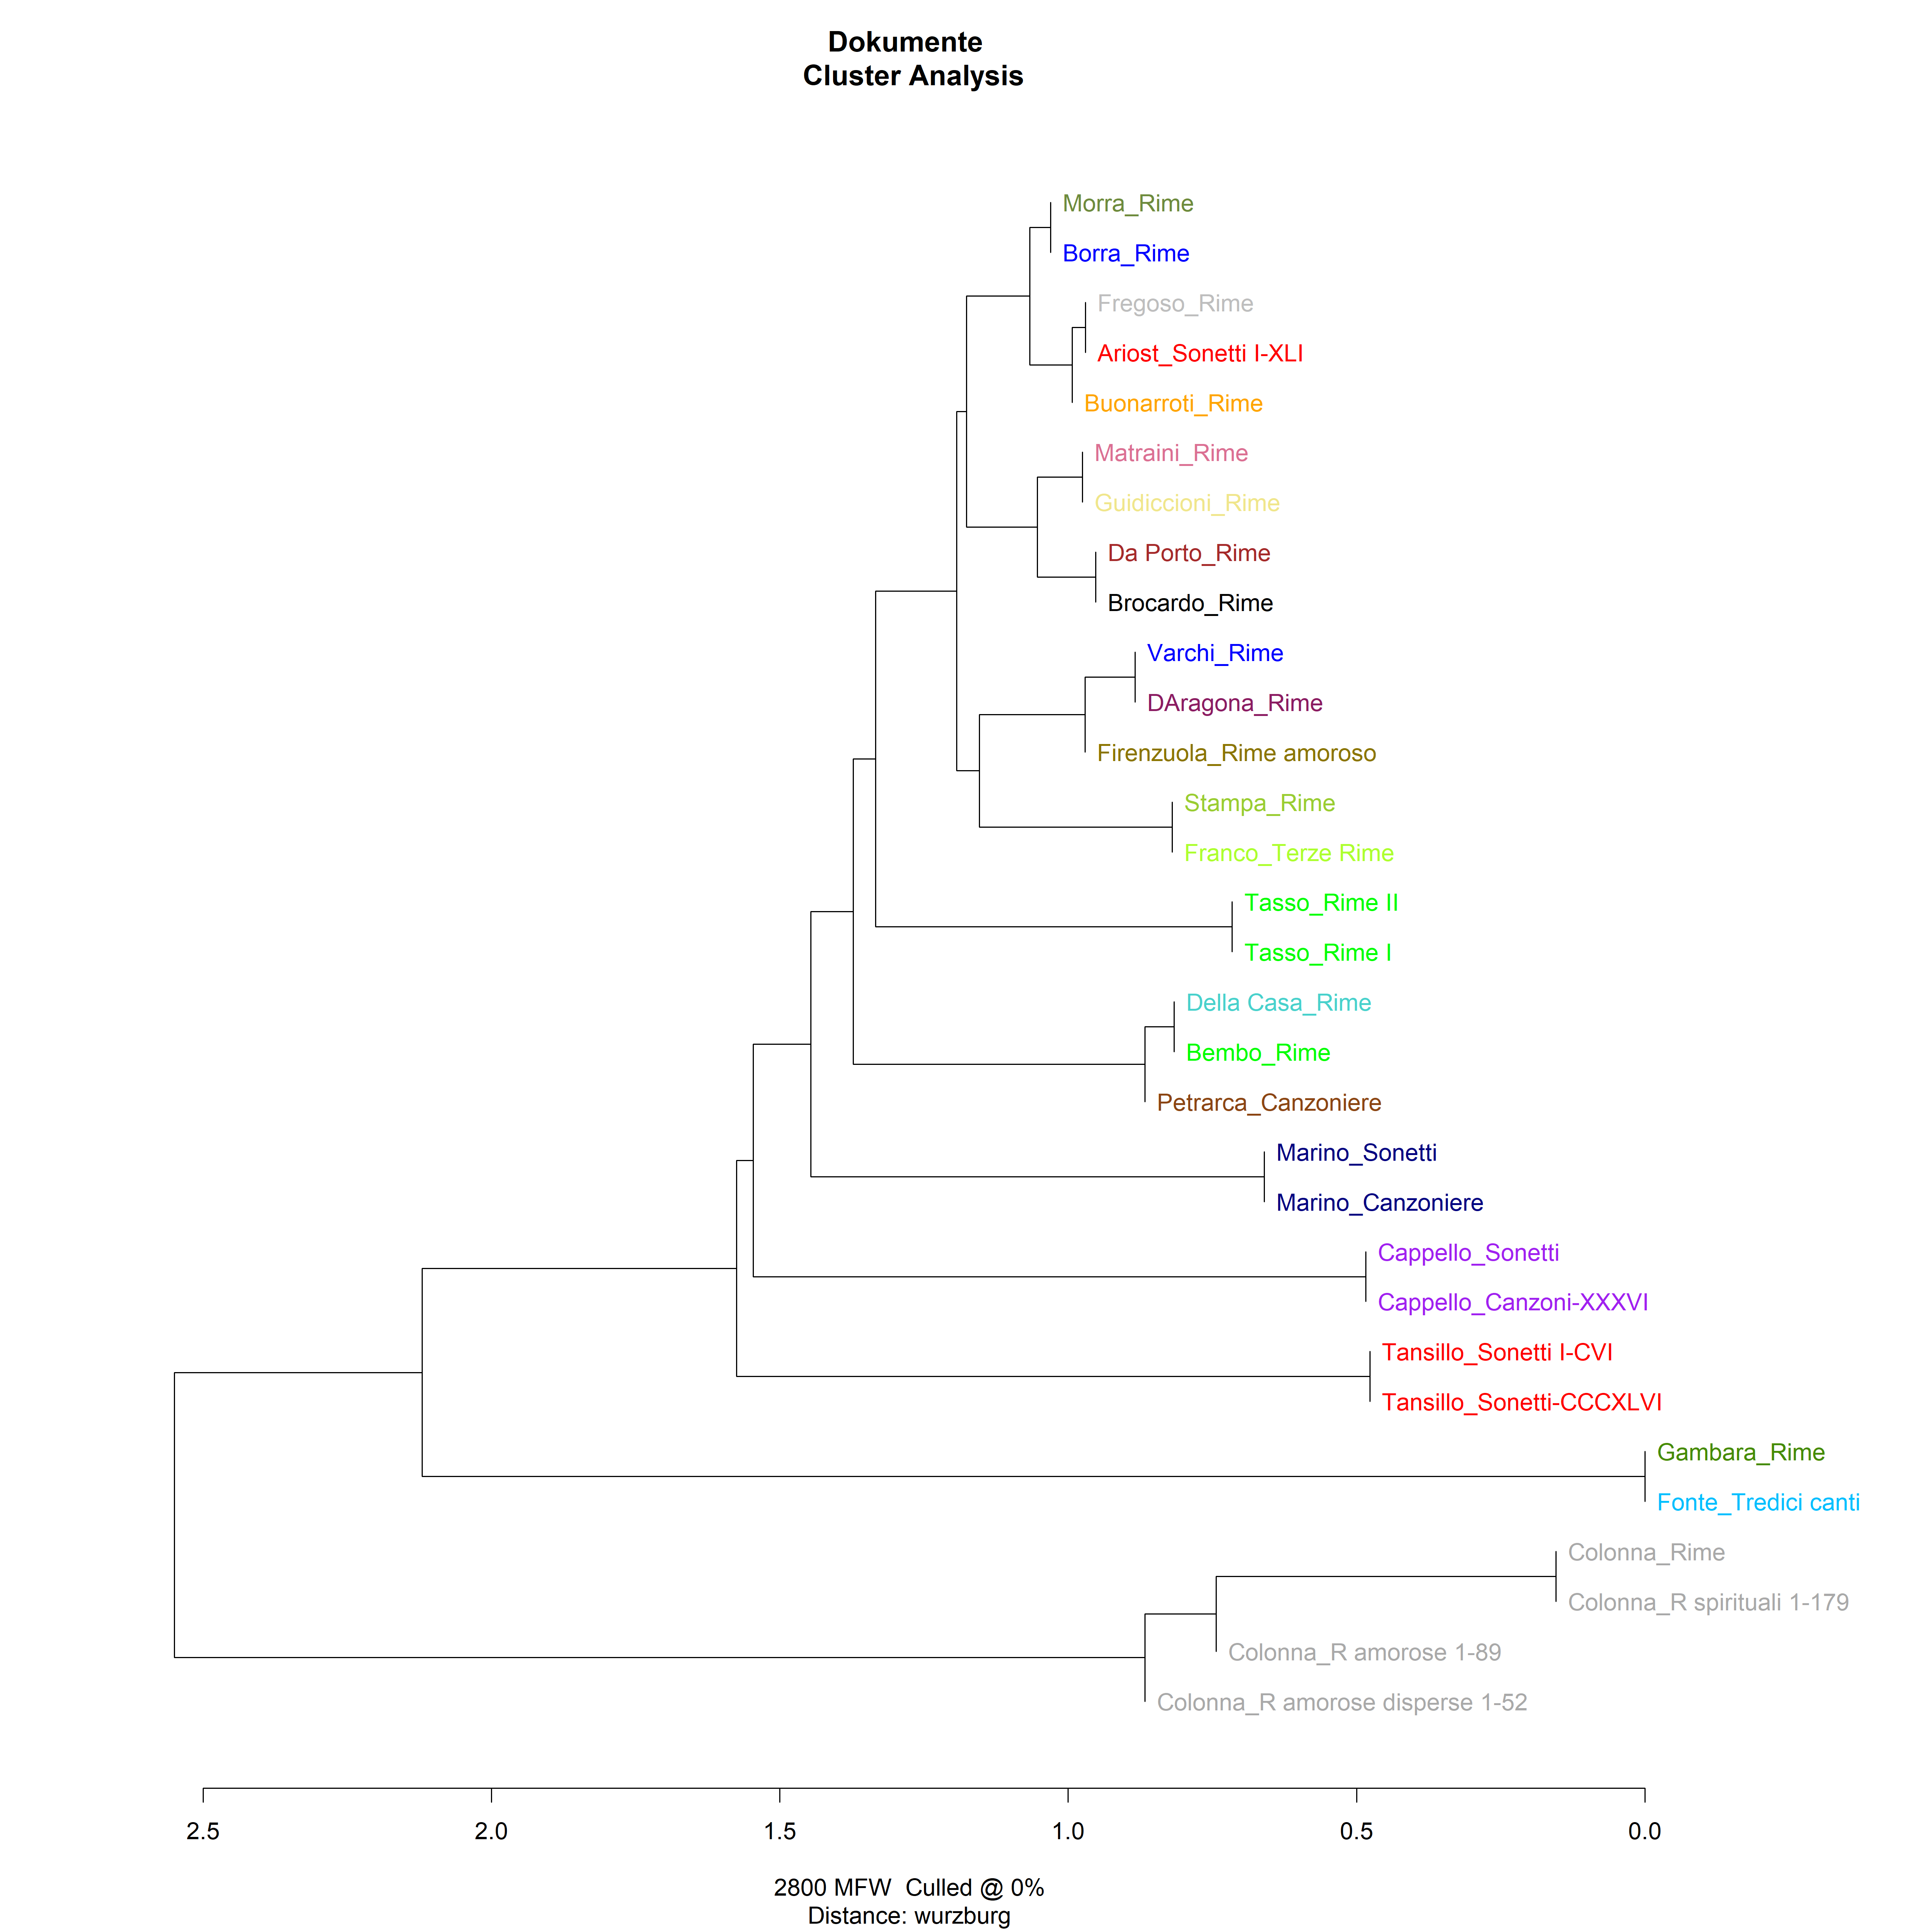 Dokumente
Cluster Analysis
Morra_Rime
Borra_Rime
Fregoso_Rime
Ariost_Sonetti I-XLI
Buonarroti_Rime
Matraini_Rime
Guidiccioni_Rime
Da Porto_Rime
Brocardo_Rime
Varchi_Rime
DAragona_Rime
Firenzuola_Rime amoroso
Stampa_Rime
Franco_Terze Rime
Tasso_Rime II
Tasso_Rime I
Della Casa_Rime
Bembo_Rime
Petrarca_Canzoniere
Marino_Sonetti
Marino_Canzoniere
Cappello_Sonetti
Cappello_Canzoni-XXXVI
Tansillo_Sonetti I-CVI
Tansillo_Sonetti-CCCXLVI
Gambara_Rime
Fonte_Tredici canti
Colonna_Rime
Colonna_R spirituali 1-179
Colonna_R amorose 1-89
Colonna_R amorose disperse 1-52
2.5 2.0 1.5 1.0 0.5 0.0
2800 MFW  Culled @ 0%
Distance: wurzburg